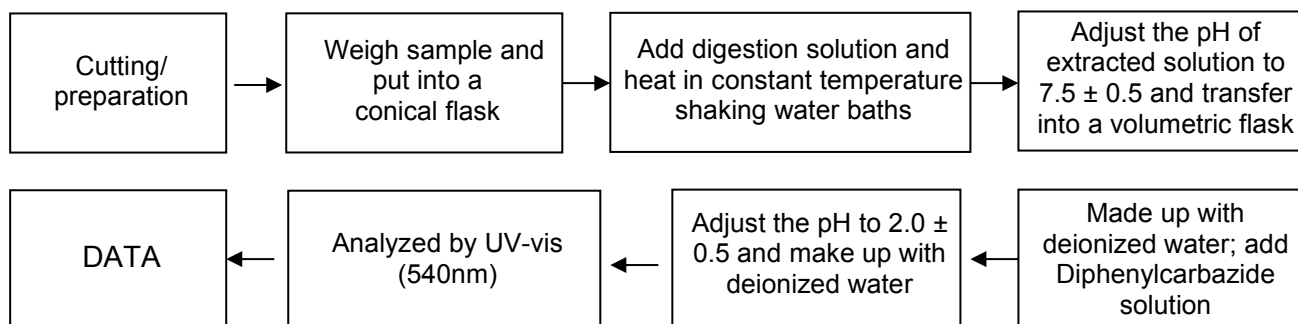 Cutting/
preparation
Weigh sample and
put into a
conical flask
Add digestion solution and
heat in constant temperature
shaking water baths
Adjust the pH of
extracted solution to
7.5 ± 0.5 and transfer
into a volumetric flask
Made up with
deionized water; add
Diphenylcarbazide
solution
Adjust the pH to 2.0 ±
0.5 and make up with
deionized water
Analyzed by UV-vis
(540nm)
DATA